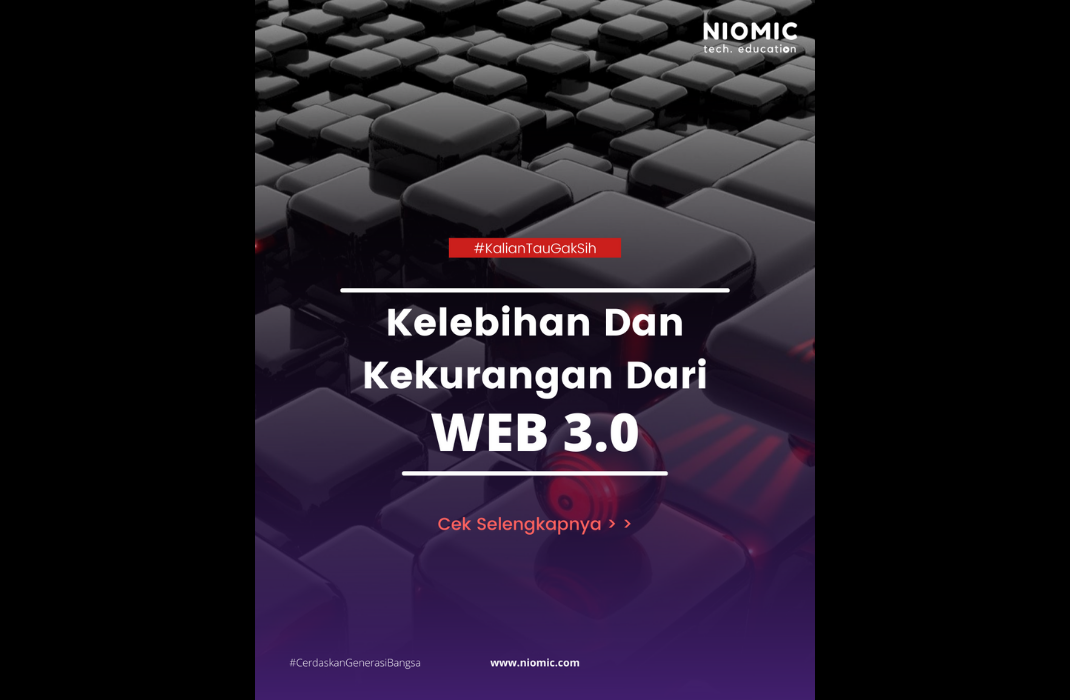 NIOMIC
tech. education
#KalianTauGakSih
Kelebihan Dan
Kekurangan Dari
WEB 3.0
Cek Selengkapnya > >
#CerdaskanGenerasiBangsa
www.niomic.com